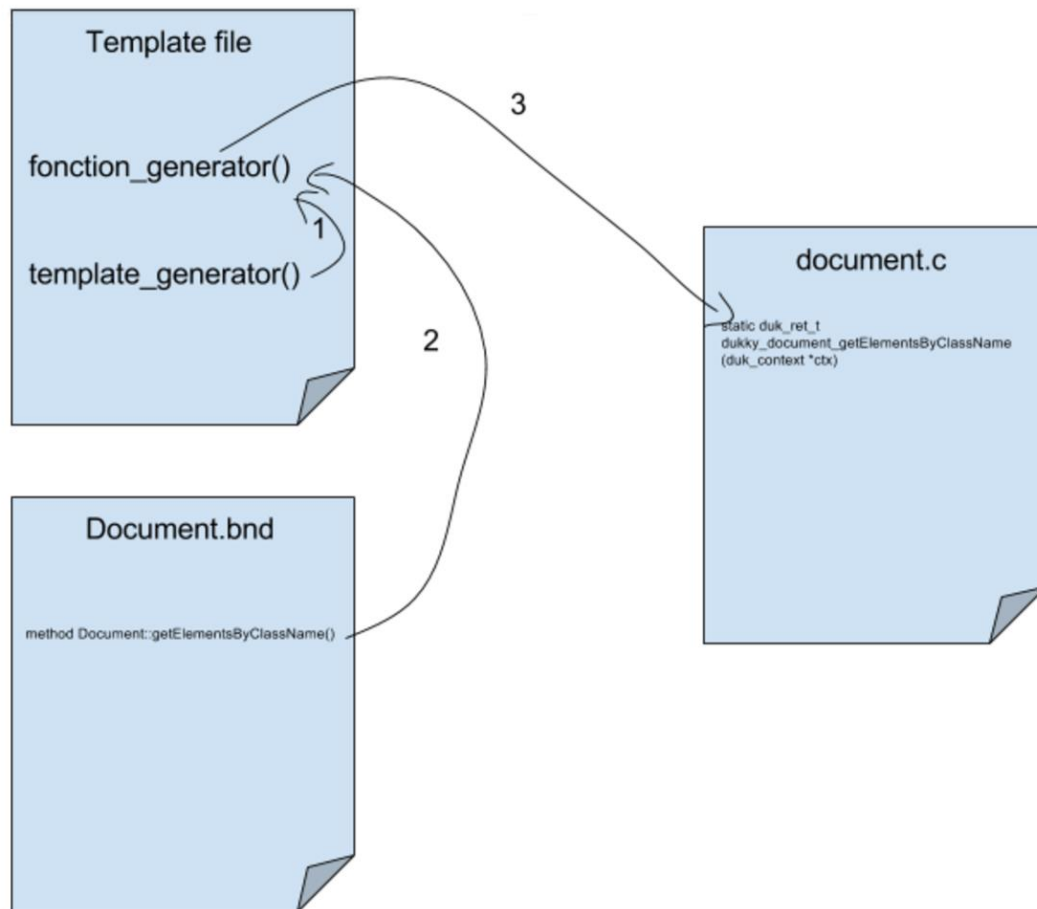 Template file
3
fonction_generator()
1
template_generator()
document.c
static duk_ret_t
dukky_document_getElementsByClassName
(duk_context *ctx)
2
Document.bnd
method Document::getElementsByClassName()